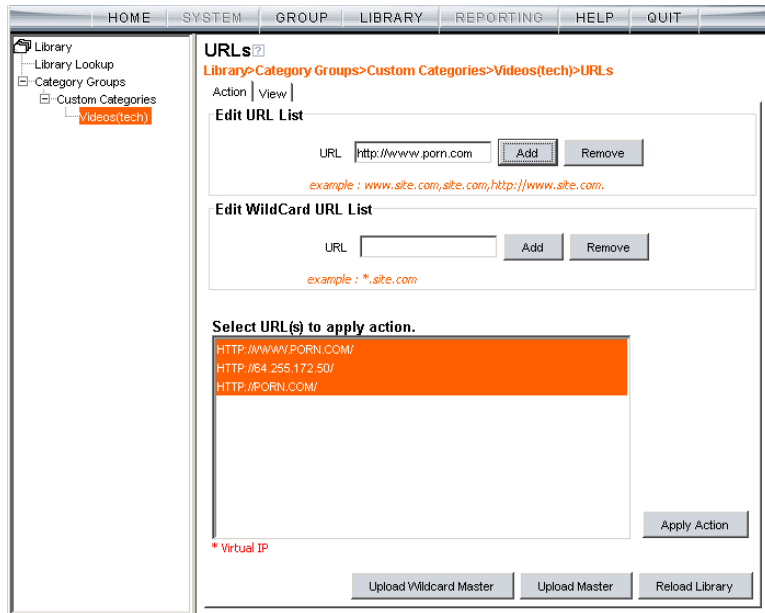 HOME SYSTEM GROUP LIBRARY REPORTING HELP QUIT
Library
Library Lookup
Category Groups
Custom Categories
Videos(tech)
URLs?
Library>Category Groups>Custom Categories>Videos(tech)>URLs
Action View
Edit URL List
URL http://www.porn.com Add Remove
example : www.site.com,site.com,http://www.site.com.
Edit WildCard URL List
URL Add Remove
example : *.site.com
Select URL(s) to apply action.
HTTP://WWW.PORN.COM/
HTTP://64.255.172.50/
HTTP://PORN.COM/
Apply Action
* Virtual IP
Upload Wildcard Master Upload Master Reload Library